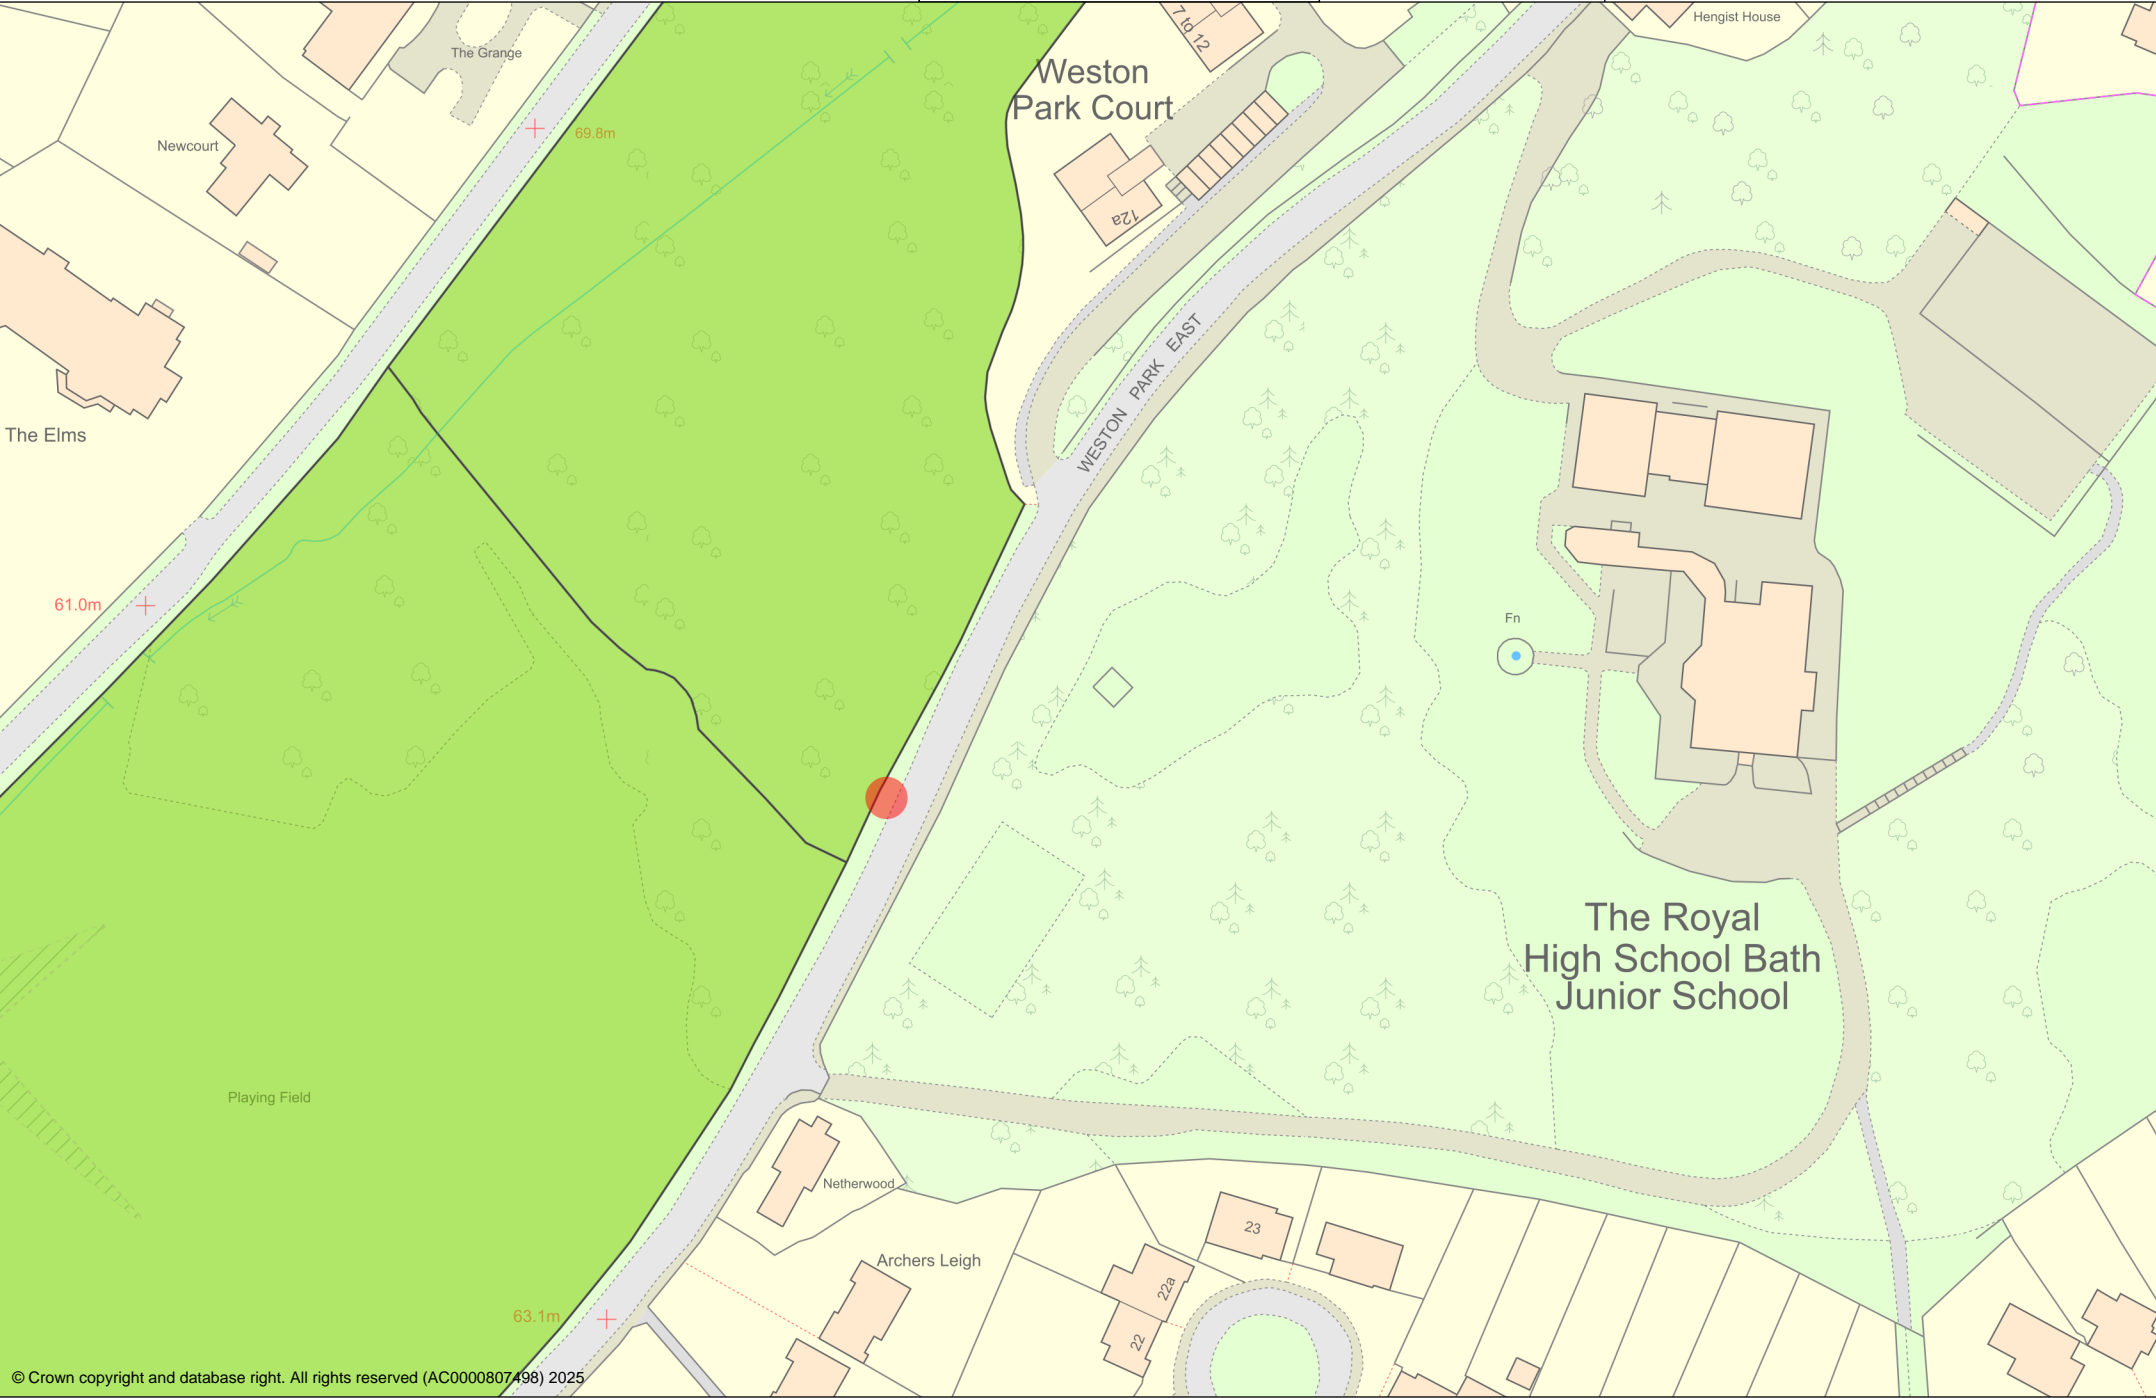 Hengist House
The Grange
7 to 12
Weston
Park Court
69.8m
Newcourt
12a
WESTON PARK EAST
The Elms
61.0m
Fn
The Royal
High School Bath
Junior School
Playing Field
Netherwood
23
Archers Leigh
22a
63.1m
22
© Crown copyright and database right. All rights reserved (AC0000807498) 2025